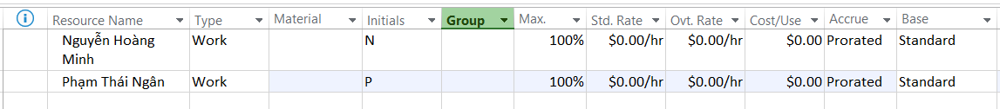 Resource Name Type Material Initials Group Max. Std. Rate Ovt. Rate Cost/Use Accrue Base
Nguyễn Hoàng Minh Work N 100% $0.00/hr $0.00/hr $0.00 Prorated Standard
Phạm Thái Ngân Work P 100% $0.00/hr $0.00/hr $0.00 Prorated Standard